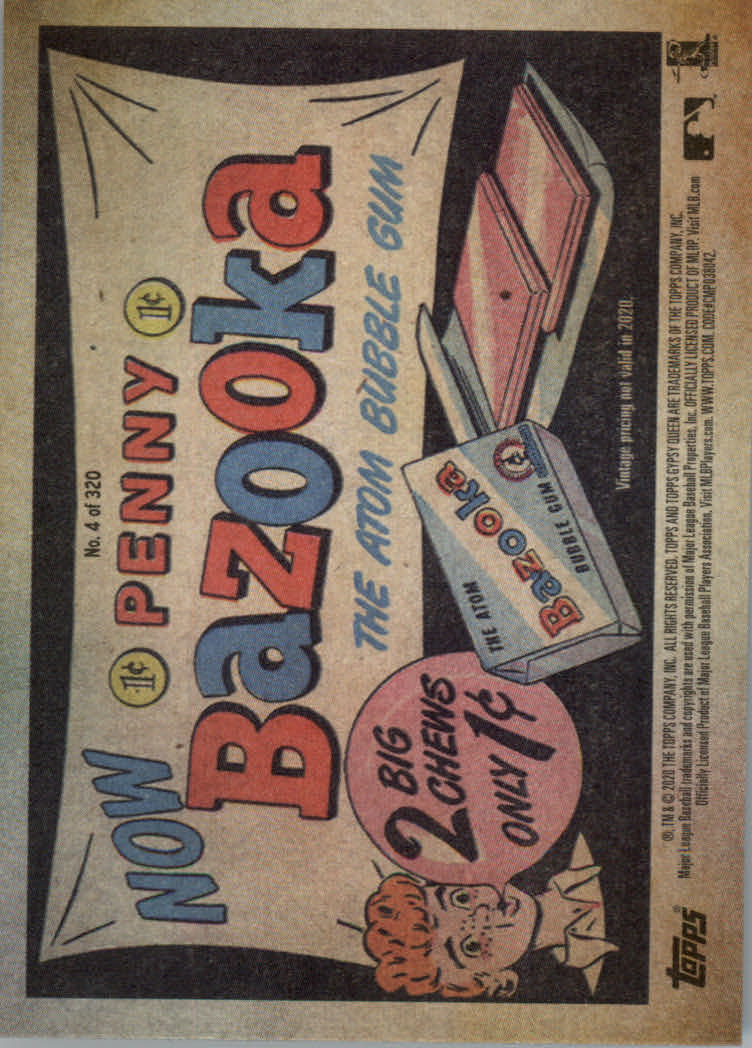 No. 4 of 320
NOW 1¢ PENNY 1¢
Bazooka
THE ATOM BUBBLE GUM
2 BIG
CHEWS
ONLY 1¢
THE ATOM
Bazooka
BUBBLE GUM
Vintage pricing not valid in 2020.
®, TM & © 2020 THE TOPPS COMPANY, INC. ALL RIGHTS RESERVED. TOPPS AND TOPPS GYPSY QUEEN ARE TRADEMARKS OF THE TOPPS COMPANY, INC.
Major League Baseball trademarks and copyrights are used with permission of Major League Baseball Properties, Inc. OFFICIALLY LICENSED PRODUCT OF MLBP. Visit MLB.com
Officially Licensed Product of Major League Baseball Players Association. Visit MLBPlayers.com. WWW.TOPPS.COM. CODE#CMP038042.
topps®